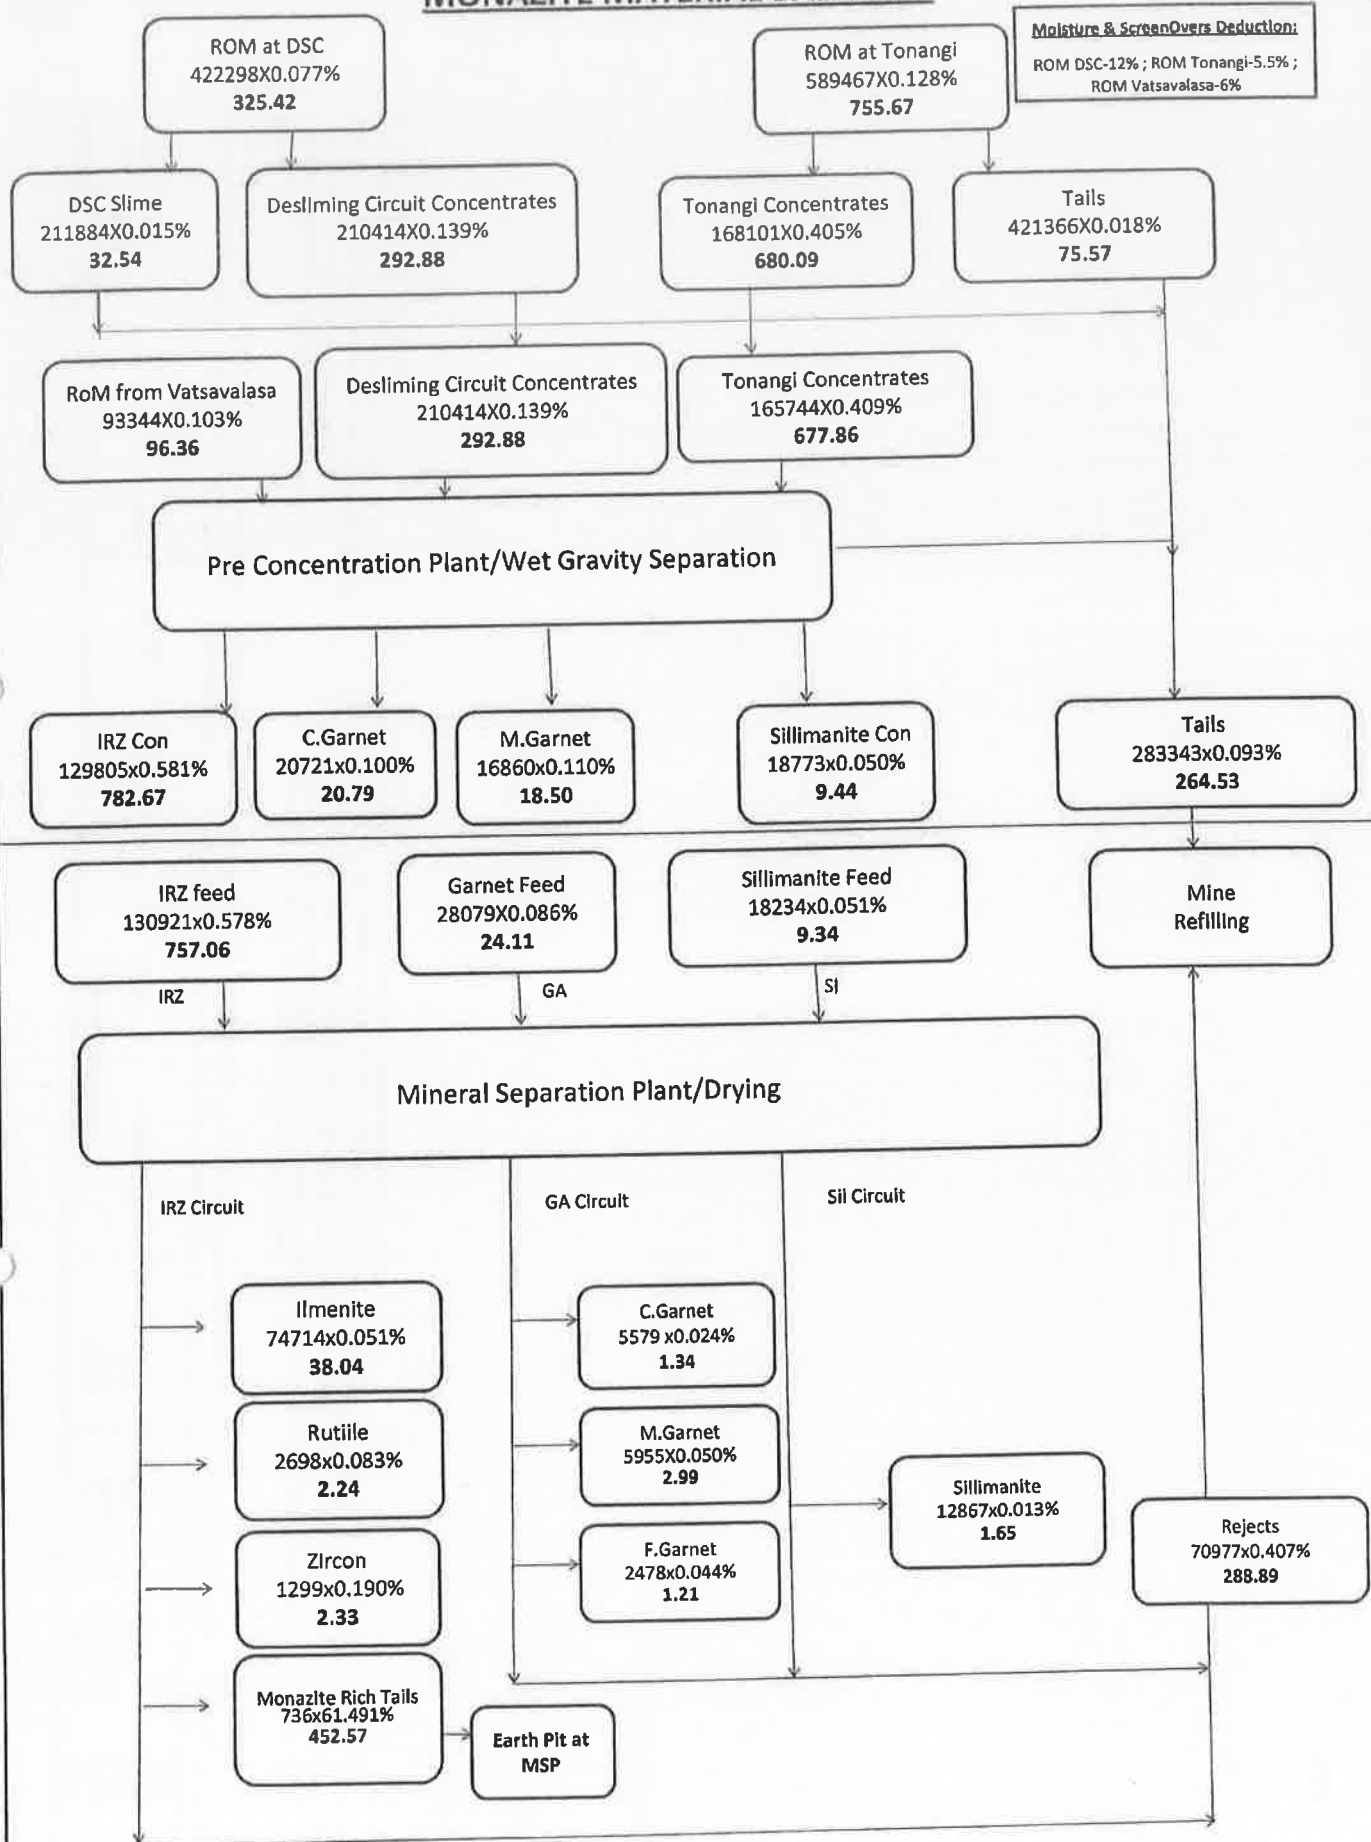 ROM at DSC
422298X0.077%
325.42
ROM at Tonangi
589467X0.128%
755.67
Moisture & ScreenOvers Deduction:
ROM DSC-12% ; ROM Tonangi-5.5% ;
ROM Vatsavalasa-6%
DSC Slime
211884X0.015%
32.54
Desliming Circuit Concentrates
210414X0.139%
292.88
Tonangi Concentrates
168101X0.405%
680.09
Tails
421366X0.018%
75.57
RoM from Vatsavalasa
93344X0.103%
96.36
Desliming Circuit Concentrates
210414X0.139%
292.88
Tonangi Concentrates
165744X0.409%
677.86
Pre Concentration Plant/Wet Gravity Separation
IRZ Con
129805x0.581%
782.67
C.Garnet
20721x0.100%
20.79
M.Garnet
16860x0.110%
18.50
Sillimanite Con
18773x0.050%
9.44
Tails
283343x0.093%
264.53
IRZ feed
130921x0.578%
757.06
Garnet Feed
28079X0.086%
24.11
Sillimanite Feed
18234x0.051%
9.34
Mine
Refilling
IRZ
GA
SI
Mineral Separation Plant/Drying
IRZ Circuit
GA Circuit
Sil Circuit
Ilmenite
74714x0.051%
38.04
C.Garnet
5579 x0.024%
1.34
Rutiile
2698x0.083%
2.24
M.Garnet
5955X0.050%
2.99
Sillimanite
12867x0.013%
1.65
Zircon
1299x0.190%
2.33
F.Garnet
2478x0.044%
1.21
Rejects
70977x0.407%
288.89
Monazite Rich Tails
736x61.491%
452.57
Earth Pit at
MSP